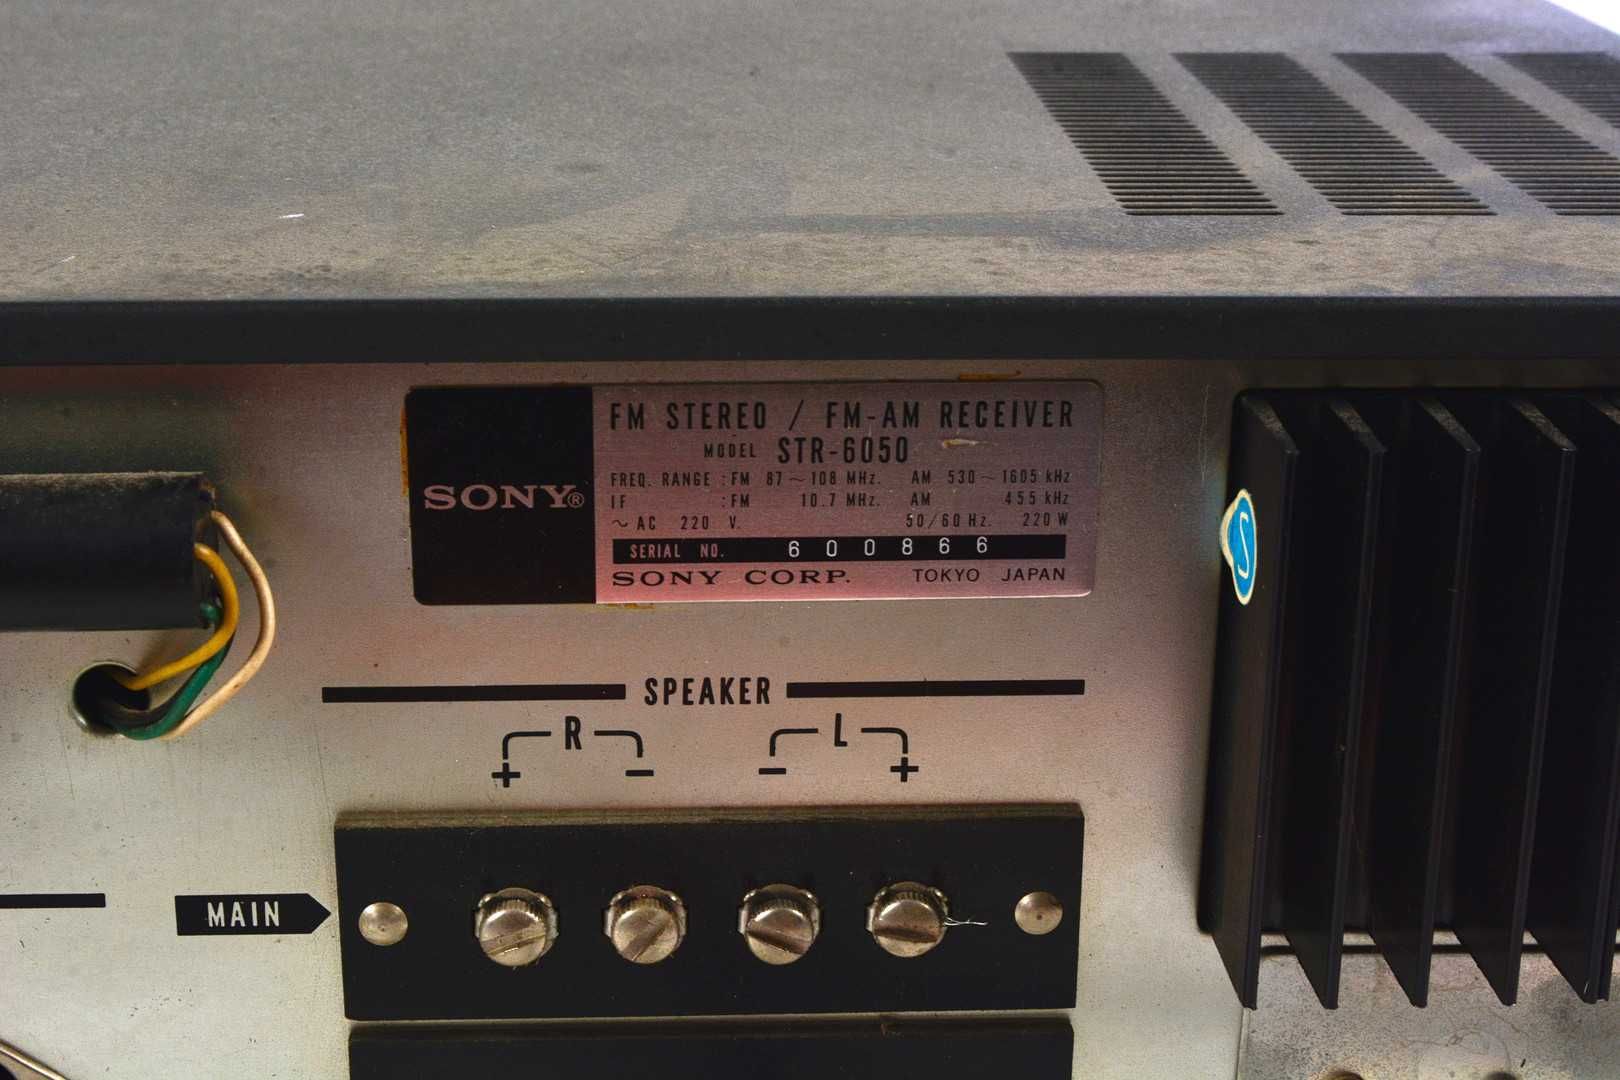 FM STEREO / FM-AM RECEIVER
MODEL STR-6050
FREQ. RANGE : FM 87 ~ 108 MHz. AM 530 ~ 1605 kHz
SONY®
IF : FM 10.7 MHz. AM 455 kHz
~ AC 220 V. 50/60 Hz. 220 W
SERIAL NO. 600866
SONY CORP. TOKYO JAPAN
S
SPEAKER
R L
+ − − +
MAIN